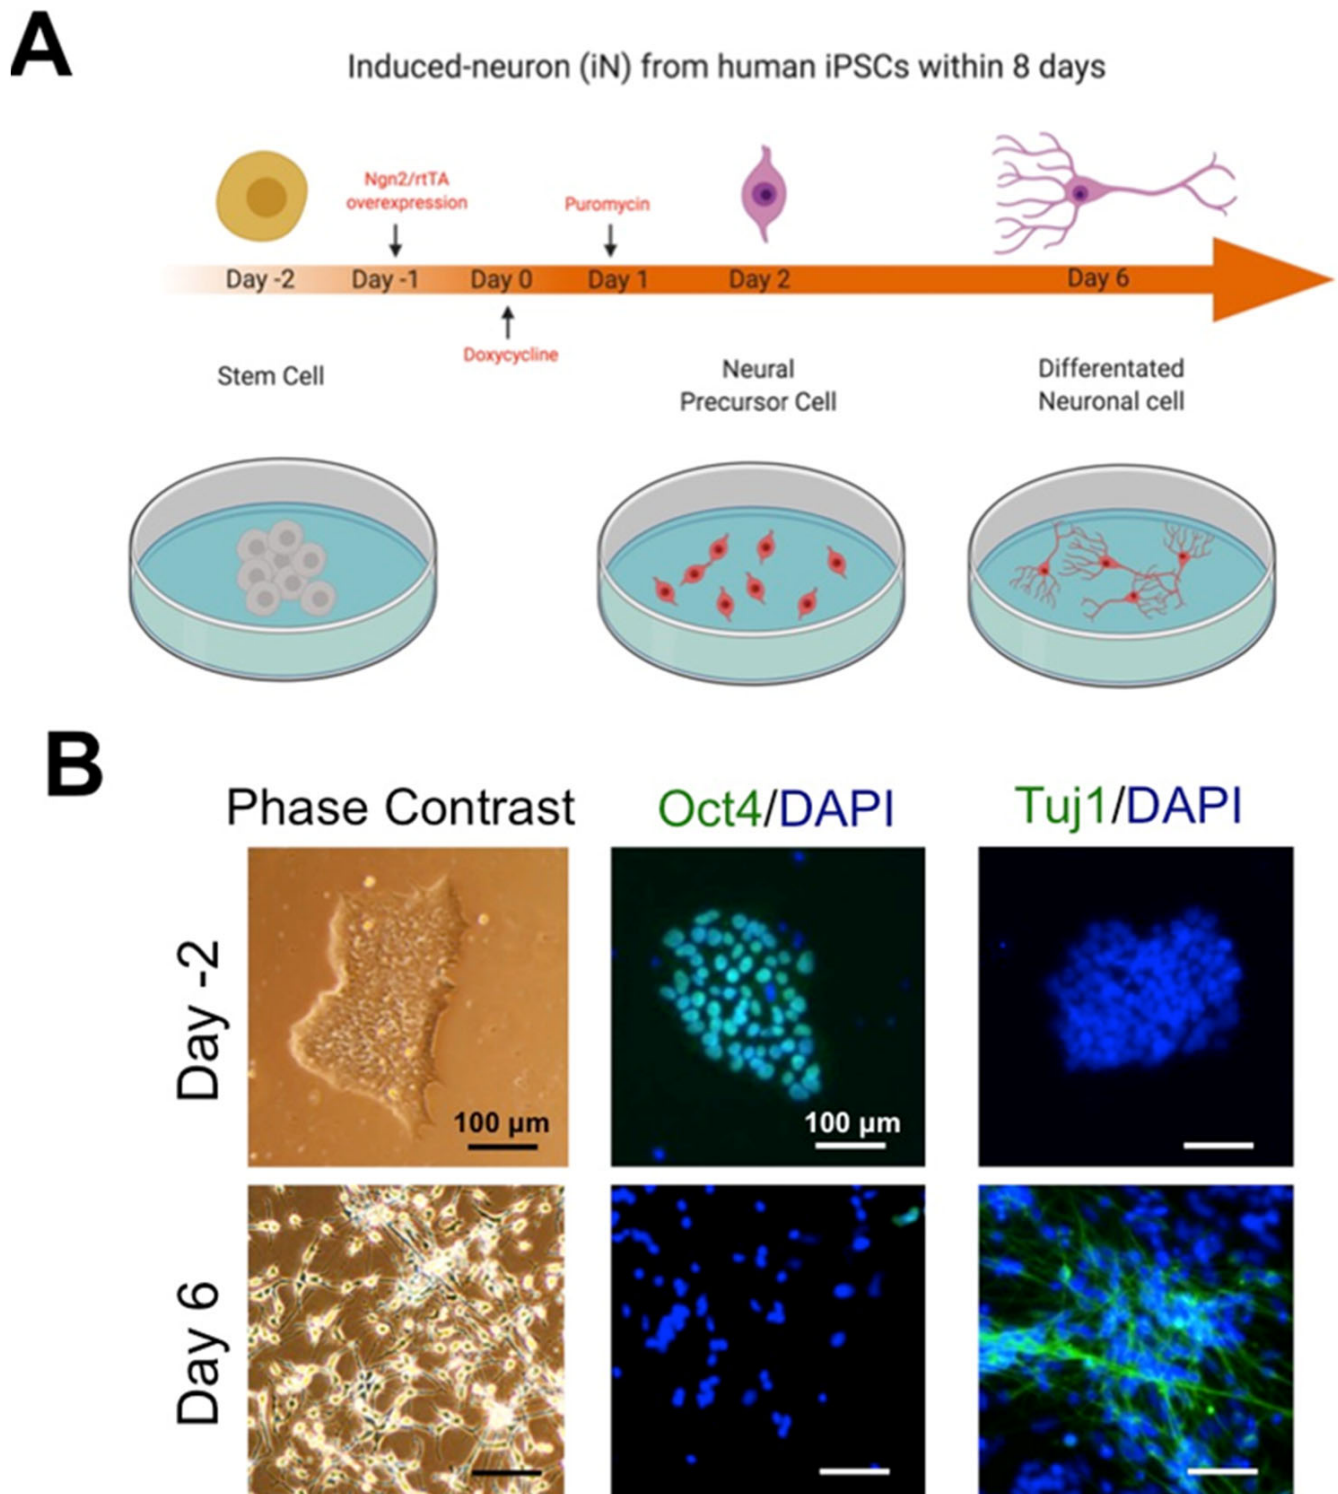 A
Induced-neuron (iN) from human iPSCs within 8 days
Ngn2/rtTA
overexpression
Puromycin
Day -2
Day -1
Day 0
Day 1
Day 2
Day 6
Doxycycline
Stem Cell
Neural
Precursor Cell
Differentated
Neuronal cell
B
Phase Contrast
Oct4/DAPI
Tuj1/DAPI
Day -2
100 µm
100 µm
Day 6